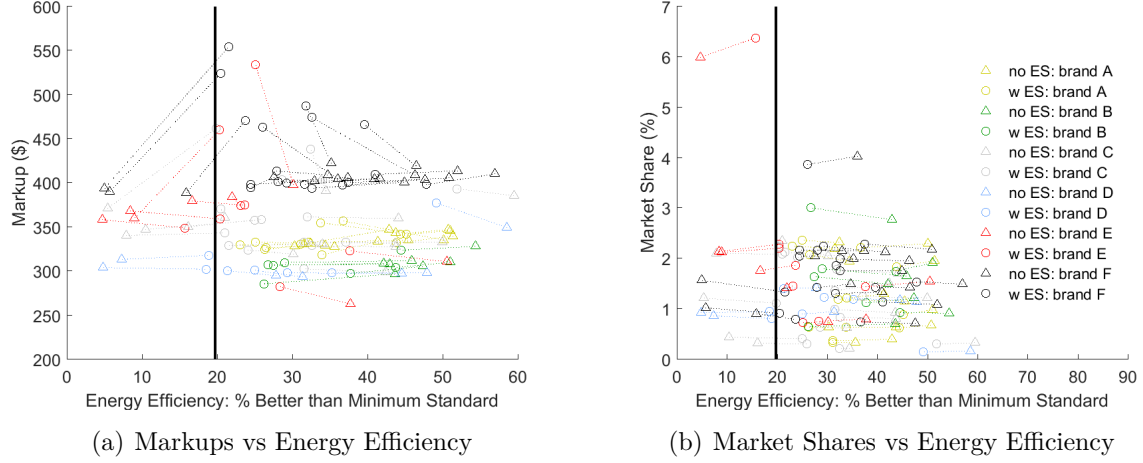 600
550
500
450
400
350
300
250
200
Markup ($)
0 10 20 30 40 50 60
Energy Efficiency: % Better than Minimum Standard
(a) Markups vs Energy Efficiency
7
6
5
4
3
2
1
0
Market Share (%)
no ES: brand A
w ES: brand A
no ES: brand B
w ES: brand B
no ES: brand C
w ES: brand C
no ES: brand D
w ES: brand D
no ES: brand E
w ES: brand E
no ES: brand F
w ES: brand F
0 10 20 30 40 50 60 70 80 90
Energy Efficiency: % Better than Minimum Standard
(b) Market Shares vs Energy Efficiency